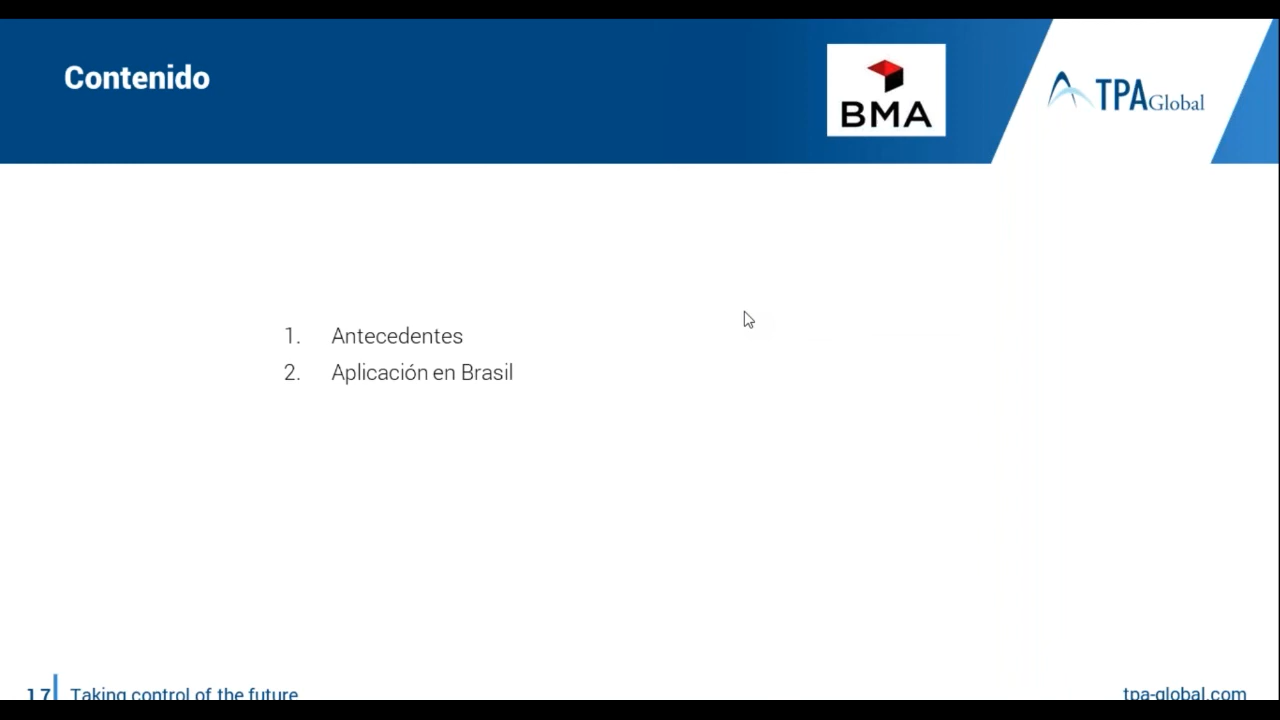 Contenido
BMA
TPA Global
1. Antecedentes
2. Aplicación en Brasil
17 Taking control of the future
tpa-global.com